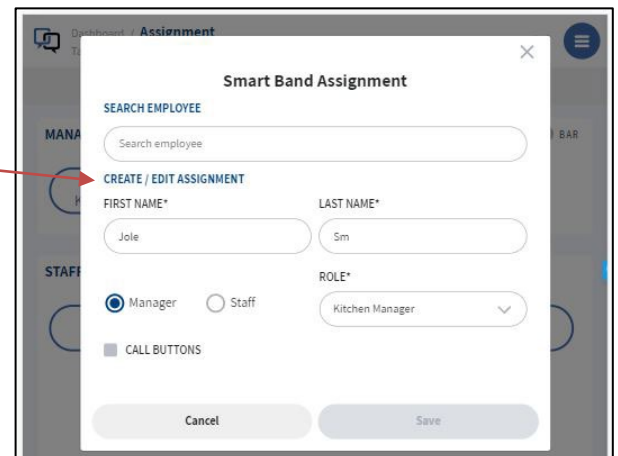 Dashboard / Assignment
Ta
Smart Band Assignment
SEARCH EMPLOYEE
MANA
BAR
Search employee
CREATE / EDIT ASSIGNMENT
K
FIRST NAME* LAST NAME*
Jole Sm
STAFF
ROLE*
Manager Staff Kitchen Manager
CALL BUTTONS
Cancel Save